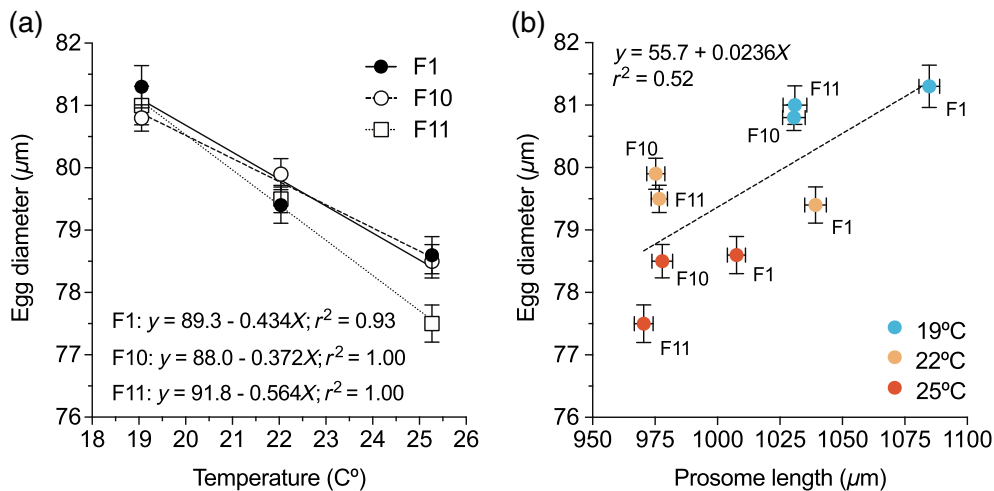 (a)
82
81
80
79
78
77
76
18 19 20 21 22 23 24 25 26
Egg diameter (µm)
Temperature (Cº)
F1
F10
F11
F1: y = 89.3 - 0.434X; r² = 0.93
F10: y = 88.0 - 0.372X; r² = 1.00
F11: y = 91.8 - 0.564X; r² = 1.00
(b)
82
81
80
79
78
77
76
950 975 1000 1025 1050 1075 1100
Egg diameter (µm)
Prosome length (µm)
y = 55.7 + 0.0236X
r² = 0.52
F11
F10
F1
F10
F11
F1
F10
F1
F11
19ºC
22ºC
25ºC